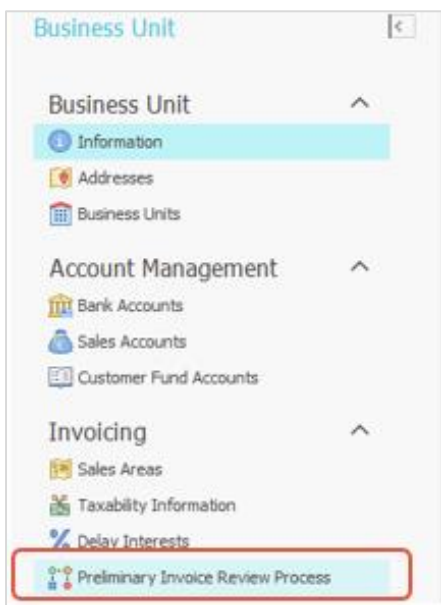 Business Unit
Business Unit
Information
Addresses
Business Units
Account Management
Bank Accounts
Sales Accounts
Customer Fund Accounts
Invoicing
Sales Areas
Taxability Information
Delay Interests
Preliminary Invoice Review Process